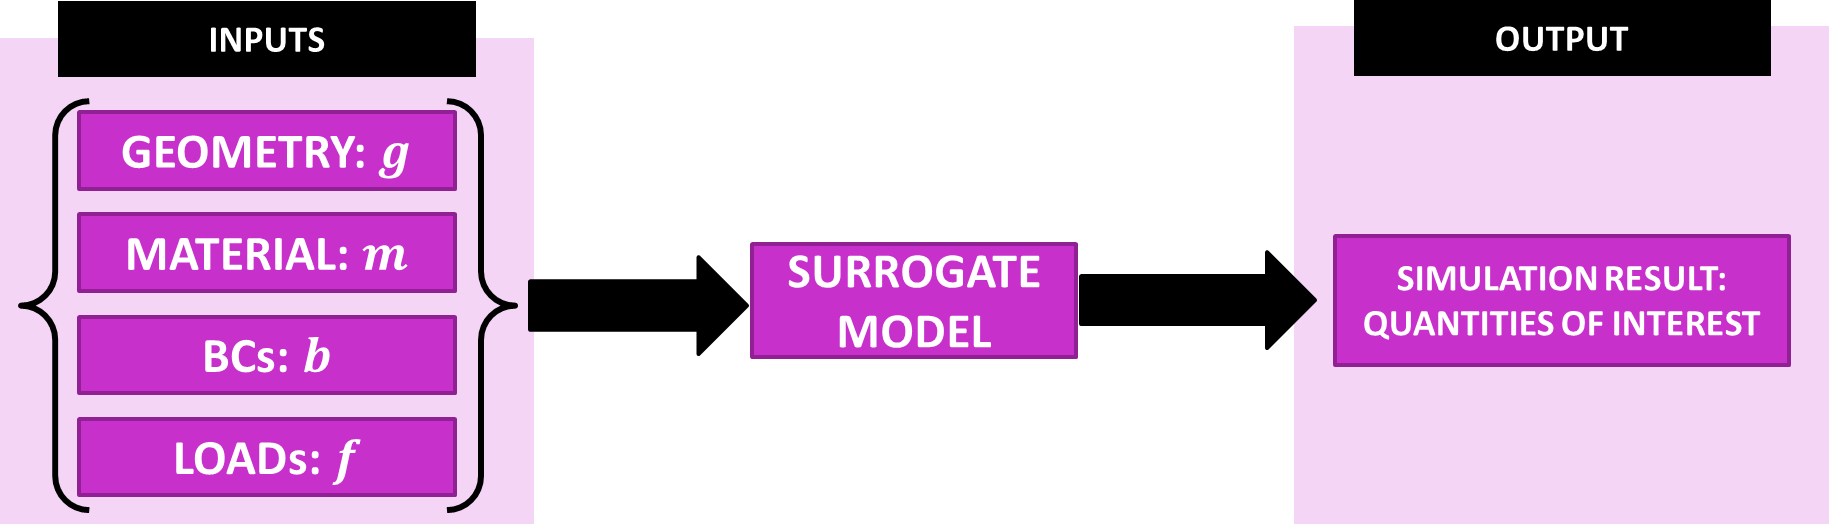 INPUTS
GEOMETRY: g
MATERIAL: m
BCs: b
LOADs: f
SURROGATE
MODEL
OUTPUT
SIMULATION RESULT:
QUANTITIES OF INTEREST